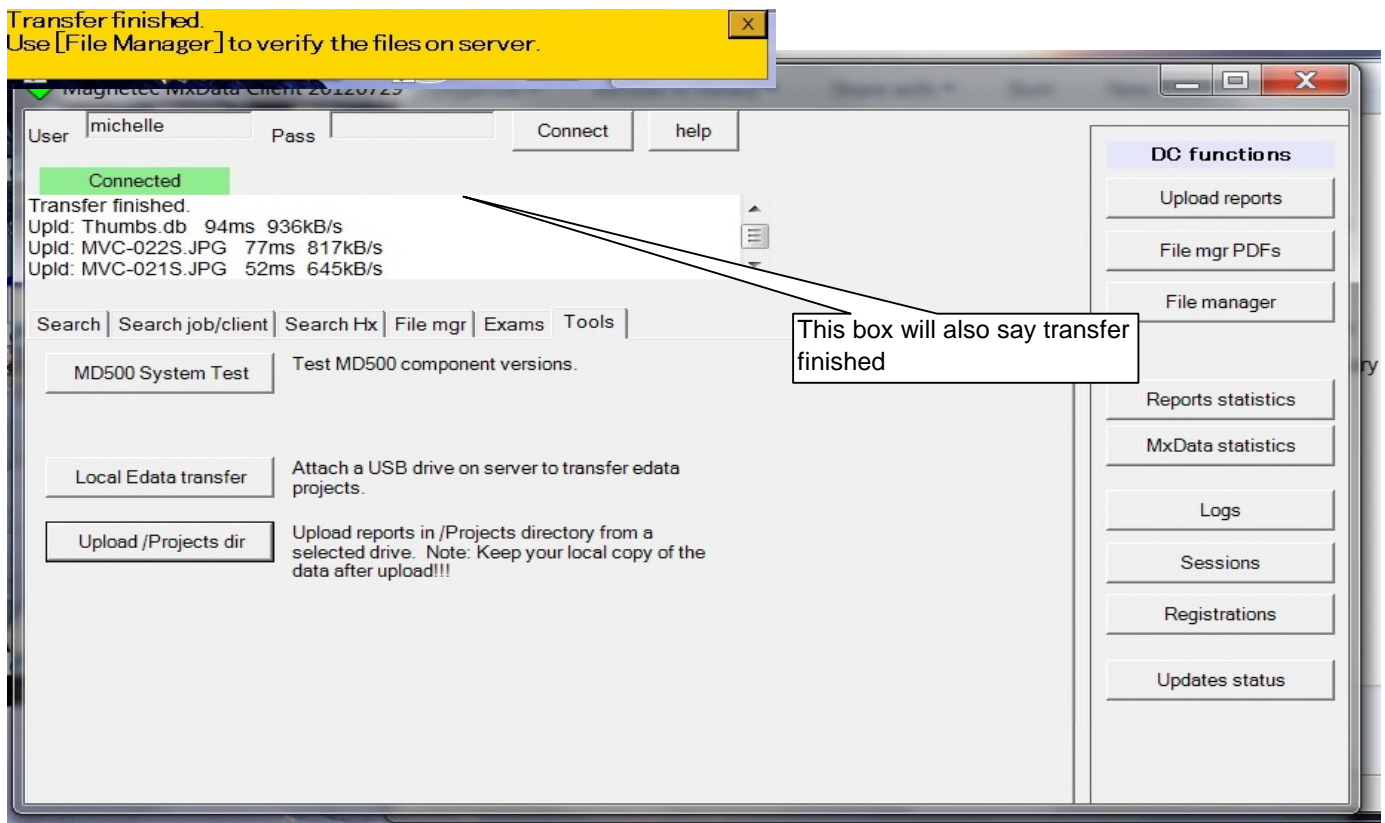 Transfer finished.
Use [File Manager] to verify the files on server.
X
Magnetec MxData Client 20120729
X
User michelle Pass Connect help
Connected
Transfer finished.
Upld: Thumbs.db 94ms 936kB/s
Upld: MVC-022S.JPG 77ms 817kB/s
Upld: MVC-021S.JPG 52ms 645kB/s
Search Search job/client Search Hx File mgr Exams Tools
This box will also say transfer
finished
MD500 System Test Test MD500 component versions.
Local Edata transfer Attach a USB drive on server to transfer edata
projects.
Upload /Projects dir Upload reports in /Projects directory from a
selected drive. Note: Keep your local copy of the
data after upload!!!
DC functions
Upload reports
File mgr PDFs
File manager
Reports statistics
MxData statistics
Logs
Sessions
Registrations
Updates status
ry